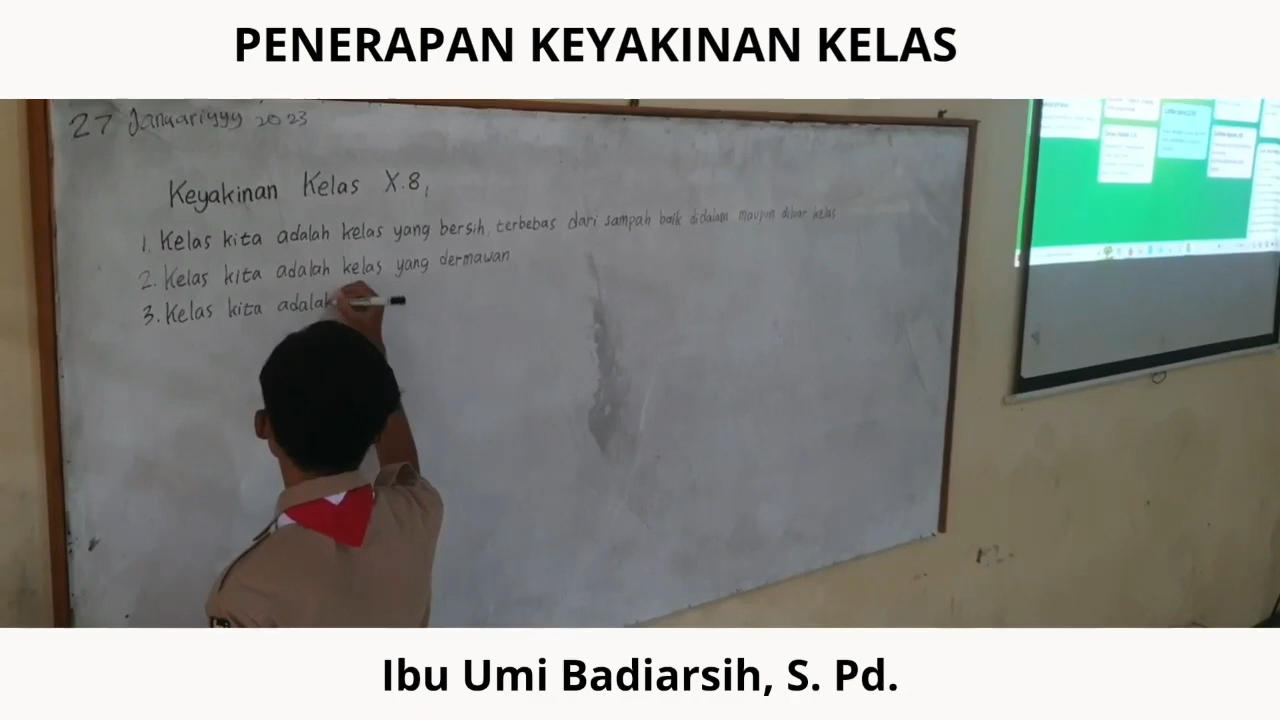 PENERAPAN KEYAKINAN KELAS
27 Januariyyy 2023
Keyakinan Kelas X.8,
1. Kelas kita adalah kelas yang bersih, terbebas dari sampah baik didalam maupun diluar kelas
2. Kelas kita adalah kelas yang dermawan
3. Kelas kita adalah
Ibu Umi Badiarsih, S. Pd.